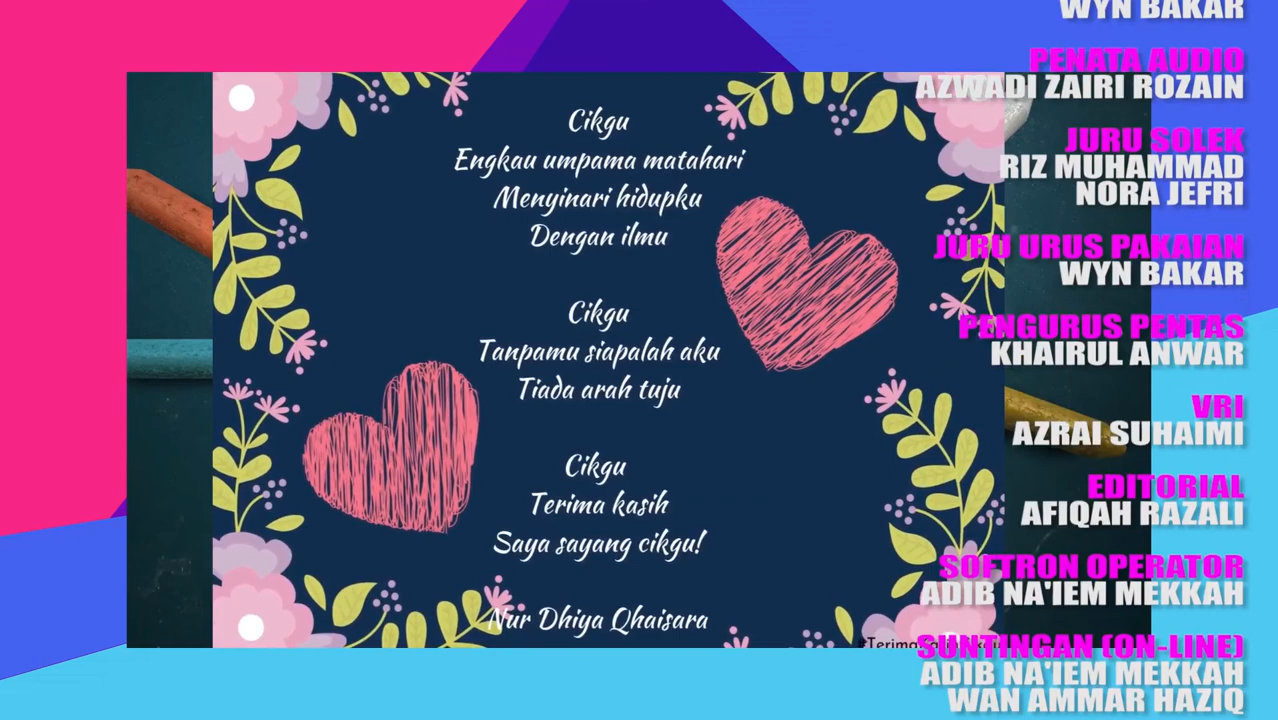 Cikgu
Engkau umpama matahari
Menyinari hidupku
Dengan ilmu
Cikgu
Tanpamu siapalah aku
Tiada arah tuju
Cikgu
Terima kasih
Saya sayang cikgu!
Nur Dhiya Qhaisara
WYN BAKAR
PENATA AUDIO
AZWADI ZAIRI ROZAIN
JURU SOLEK
RIZ MUHAMMAD
NORA JEFRI
JURU URUS PAKAIAN
WYN BAKAR
PENGURUS PENTAS
KHAIRUL ANWAR
VRI
AZRAI SUHAIMI
EDITORIAL
AFIQAH RAZALI
SOFTRON OPERATOR
ADIB NA'IEM MEKKAH
SUNTINGAN (ON-LINE)
ADIB NA'IEM MEKKAH
WAN AMMAR HAZIQ